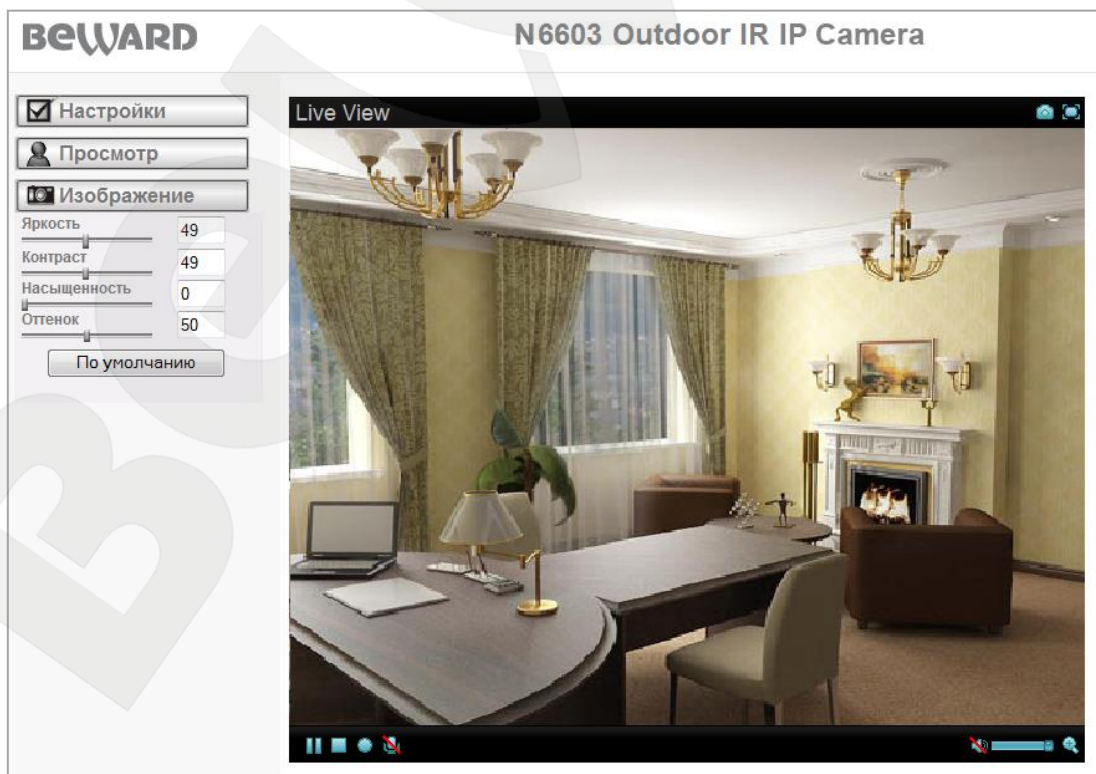 BEWARD
N6603 Outdoor IR IP Camera
Настройки
Live View
Просмотр
Изображение
Яркость 49
Контраст 49
Насыщенность 0
Оттенок 50
По умолчанию